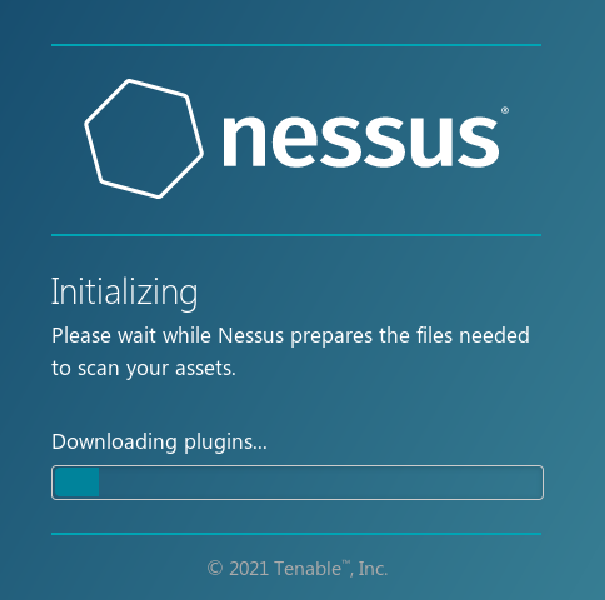 nessus®
Initializing
Please wait while Nessus prepares the files needed
to scan your assets.
Downloading plugins...
© 2021 Tenable™, Inc.